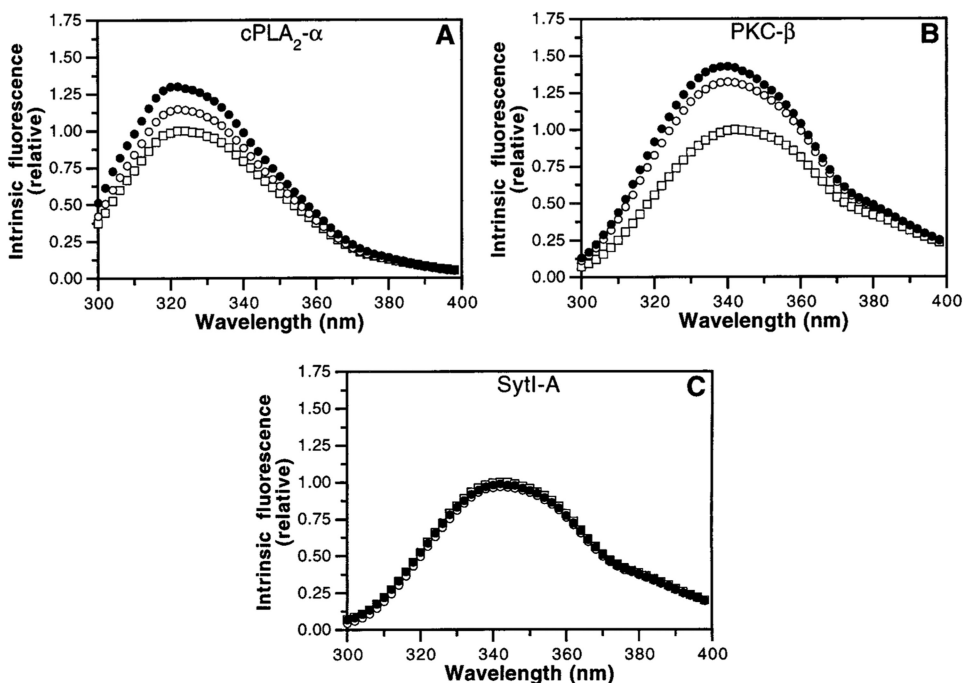 cPLA2-α
A
1.75
1.50
1.25
1.00
0.75
0.50
0.25
0.00
Intrinsic fluorescence
(relative)
300
320
340
360
380
400
Wavelength (nm)
PKC-β
B
1.75
1.50
1.25
1.00
0.75
0.50
0.25
0.00
Intrinsic fluorescence
(relative)
300
320
340
360
380
400
Wavelength (nm)
SytI-A
C
1.75
1.50
1.25
1.00
0.75
0.50
0.25
0.00
Intrinsic fluorescence
(relative)
300
320
340
360
380
400
Wavelength (nm)